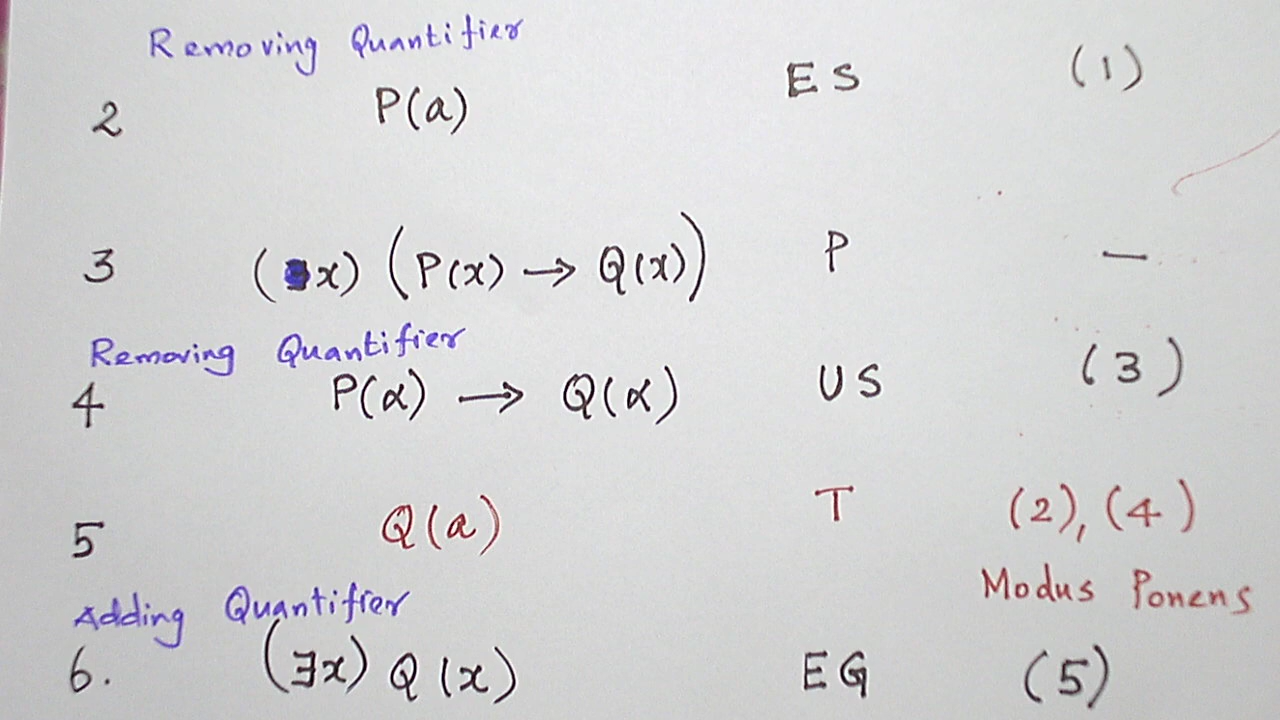 Removing Quantifier
2 P(a) ES (1)
3 (∃x) (P(x) → Q(x)) P —
Removing Quantifier
4 P(α) → Q(α) US (3)
5 Q(a) T (2), (4)
Modus Ponens
Adding Quantifier
6. (∃x) Q(x) EG (5)